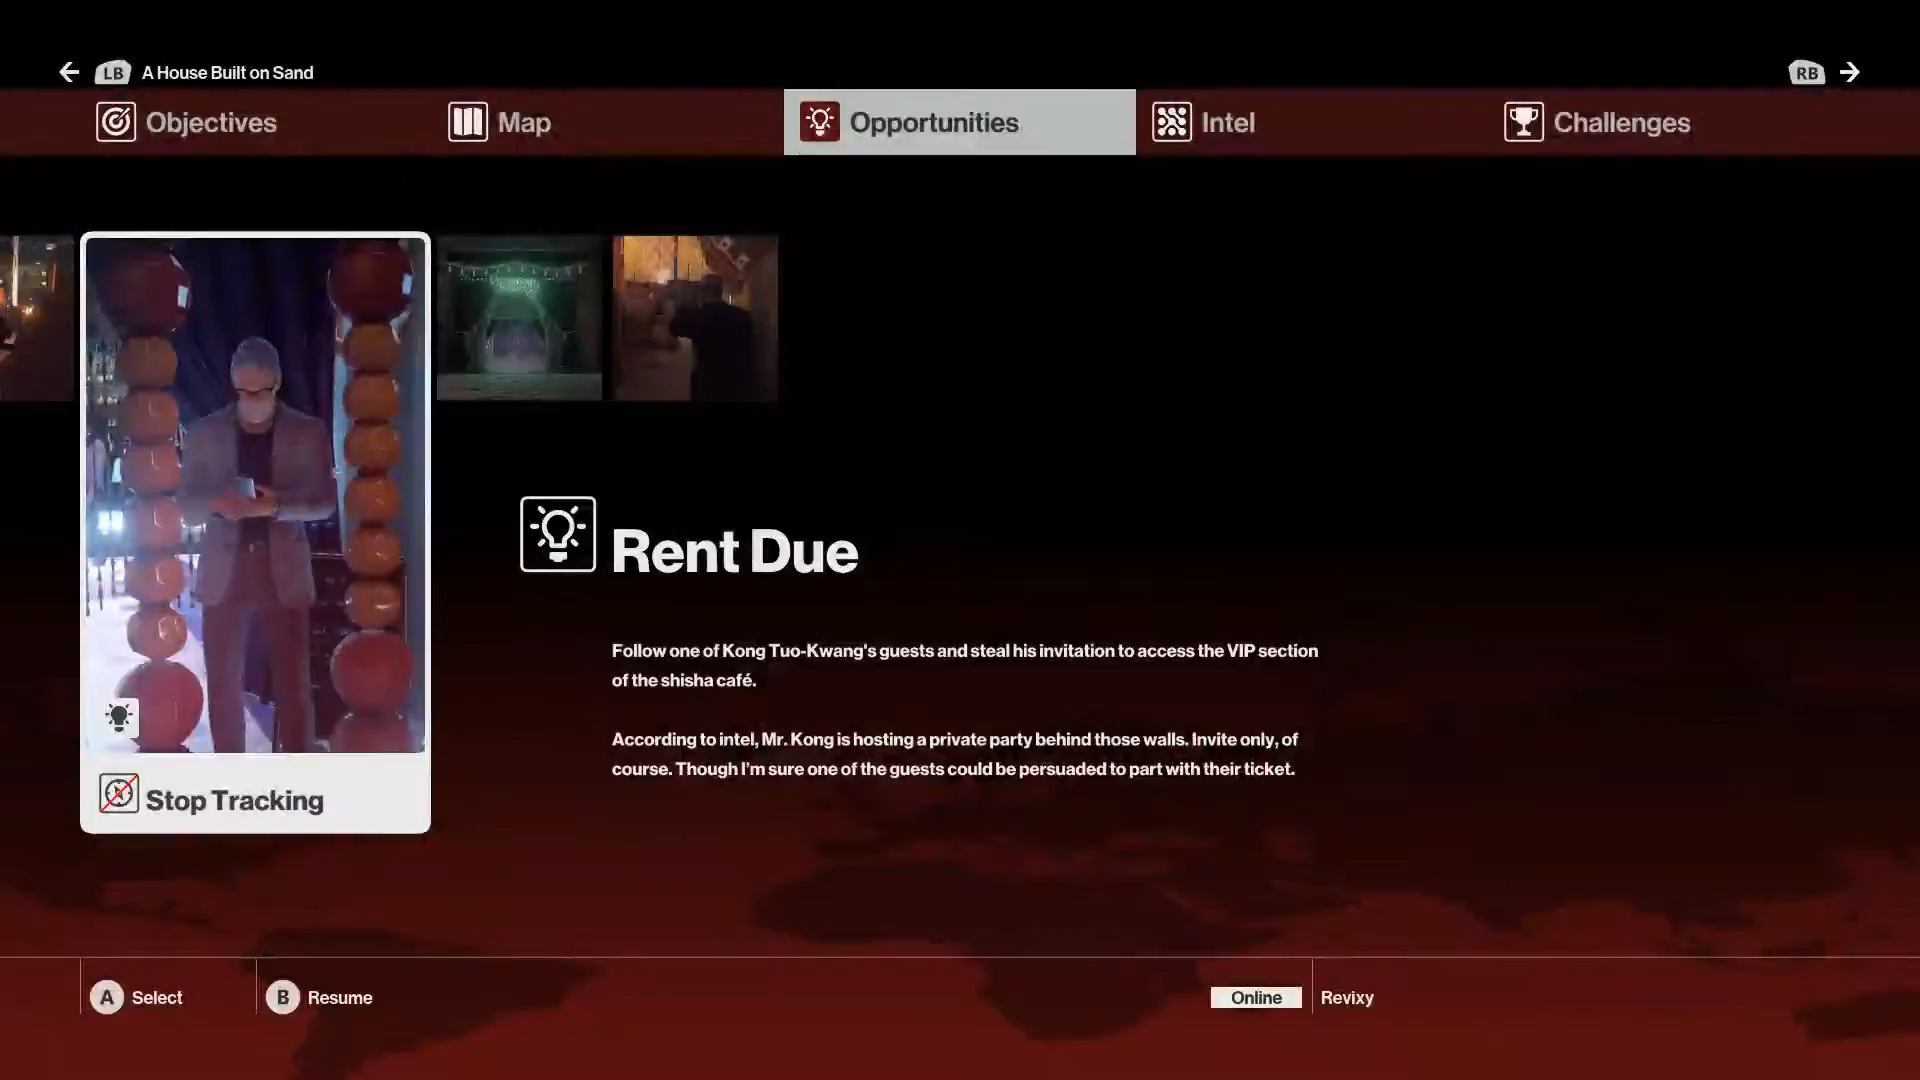 LB A House Built on Sand
RB
Objectives
Map
Opportunities
Intel
Challenges
Rent Due
Follow one of Kong Tuo-Kwang's guests and steal his invitation to access the VIP section
of the shisha café.
According to intel, Mr. Kong is hosting a private party behind those walls. Invite only, of
course. Though I'm sure one of the guests could be persuaded to part with their ticket.
Stop Tracking
A Select
B Resume
Online
Revixy